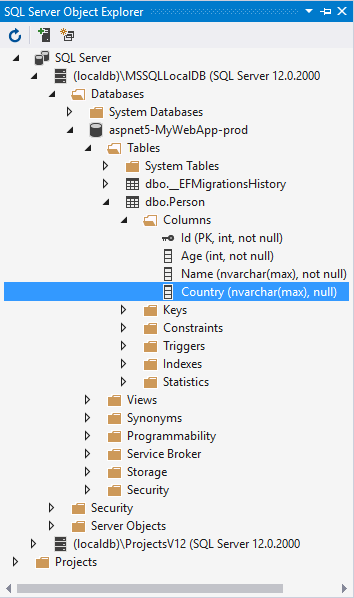 SQL Server Object Explorer
SQL Server
(localdb)\MSSQLLocalDB (SQL Server 12.0.2000
Databases
System Databases
aspnet5-MyWebApp-prod
Tables
System Tables
dbo.__EFMigrationsHistory
dbo.Person
Columns
Id (PK, int, not null)
Age (int, not null)
Name (nvarchar(max), not null)
Country (nvarchar(max), null)
Keys
Constraints
Triggers
Indexes
Statistics
Views
Synonyms
Programmability
Service Broker
Storage
Security
Security
Server Objects
(localdb)\ProjectsV12 (SQL Server 12.0.2000
Projects